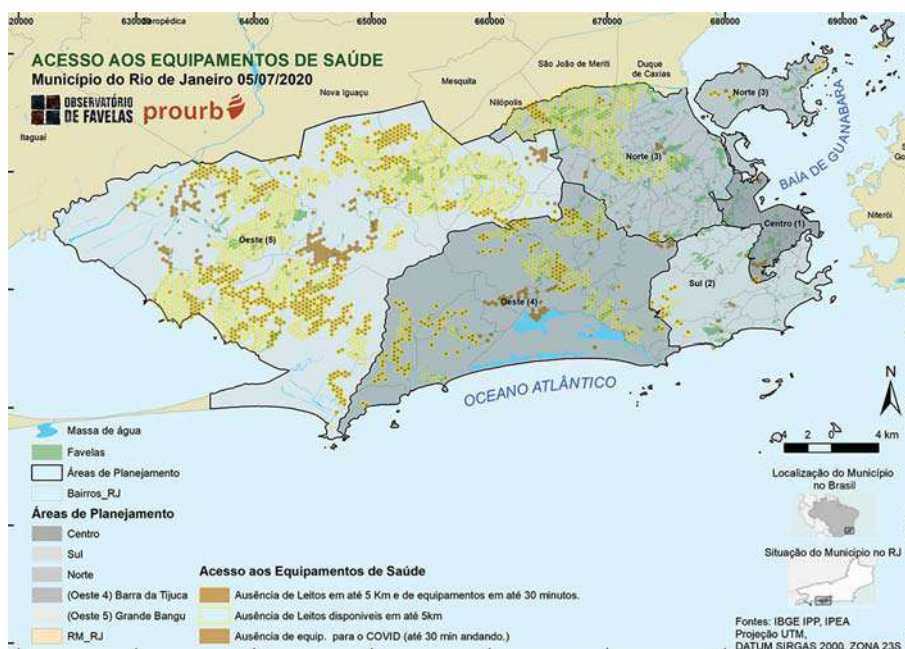 620000 630000 640000 650000 660000 670000 680000 690000
Seropédica
ACESSO AOS EQUIPAMENTOS DE SAÚDE
Município do Rio de Janeiro 05/07/2020
OBSERVATÓRIO
DE FAVELAS
prourb
São João de Meriti
Duque
de Caxias
Mesquita
Nova Iguaçu
Nilópolis
Itaguaí
Norte (3)
Norte (3)
BAÍA DE GUANABARA
Centro (1)
Niterói
Oeste (5)
Sul (2)
Oeste (4)
OCEANO ATLÂNTICO
N
4 2 0 4 km
Massa de água
Favelas
Áreas de Planejamento
Bairros_RJ
Áreas de Planejamento
Centro
Sul
Norte
(Oeste 4) Barra da Tijuca
(Oeste 5) Grande Bangu
RM_RJ
Acesso aos Equipamentos de Saúde
Ausência de Leitos em até 5 Km e de equipamentos em até 30 minutos.
Ausência de Leitos disponíveis em até 5km
Ausência de equip. para o COVID (até 30 min andando.)
Localização do Município
no Brasil
Situação do Municipio no RJ
Fontes: IBGE IPP, IPEA
Projeção UTM,
DATUM SIRGAS 2000, ZONA 23S